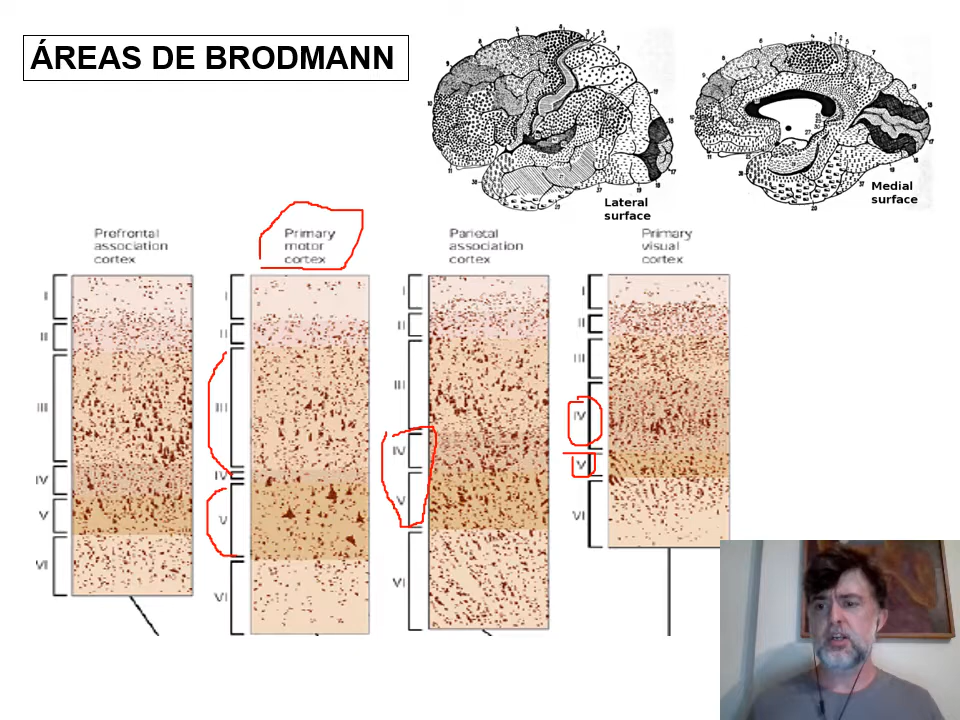 ÁREAS DE BRODMANN
Lateral
surface
Medial
surface
Prefrontal
association
cortex
Primary
motor
cortex
Parietal
association
cortex
Primary
visual
cortex
I
II
III
IV
V
VI
I
II
III
IV
V
VI
I
II
III
IV
V
VI
I
II
III
IV
V
VI